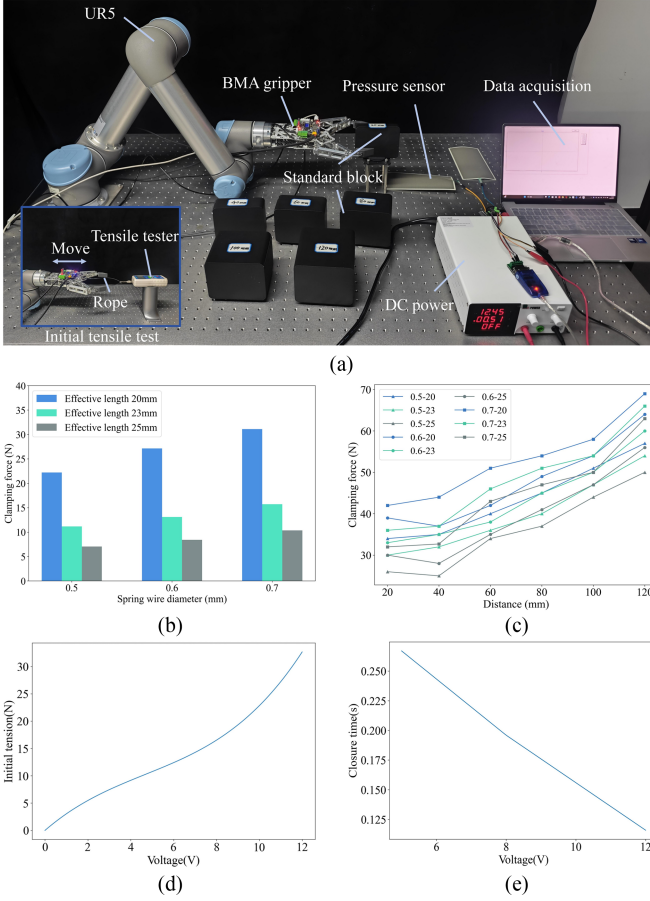 UR5
BMA gripper
Pressure sensor
Data acquisition
Standard block
Move
Tensile tester
Rope
Initial tensile test
DC power
1245
.0051
OFF
(a)
Effective length 20mm
Effective length 23mm
Effective length 25mm
Clamping force (N)
40
35
30
25
20
15
10
5
0
0.5 0.6 0.7
Spring wire diameter (mm)
(b)
0.5-20 0.6-25
0.5-23 0.7-20
0.5-25 0.7-23
0.6-20 0.7-25
0.6-23
Clamping force (N)
70
60
50
40
30
20 40 60 80 100 120
Distance (mm)
(c)
Initial tension(N)
30
25
20
15
10
5
0
0 2 4 6 8 10 12
Voltage(V)
(d)
Closure time(s)
0.250
0.225
0.200
0.175
0.150
0.125
6 8 10 12
Voltage(V)
(e)